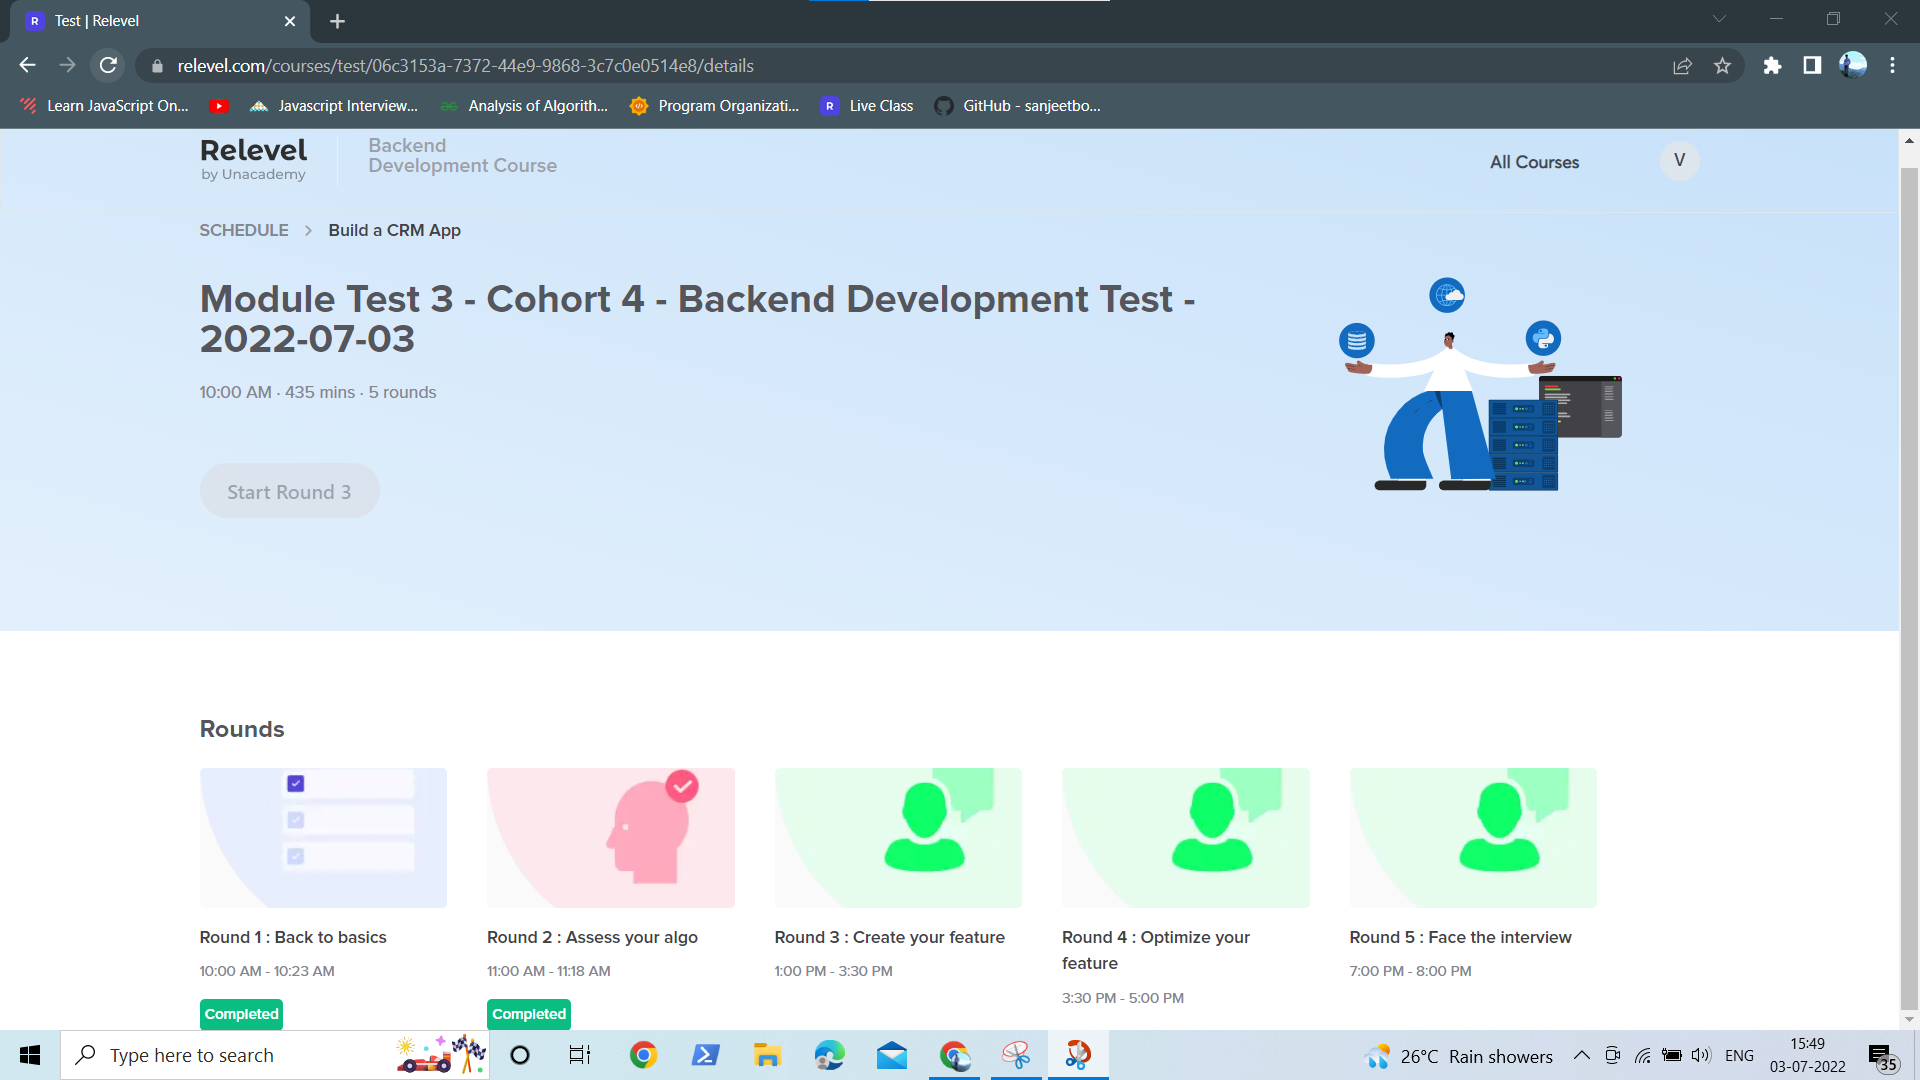 Test | Relevel
relevel.com/courses/test/06c3153a-7372-44e9-9868-3c7c0e0514e8/details
Learn JavaScript On...
Javascript Interview...
Analysis of Algorith...
Program Organizati...
R Live Class
GitHub - sanjeetbo...
Relevel
by Unacademy
Backend
Development Course
All Courses
V
SCHEDULE > Build a CRM App
Module Test 3 - Cohort 4 - Backend Development Test -
2022-07-03
10:00 AM · 435 mins · 5 rounds
Start Round 3
Rounds
Round 1 : Back to basics
10:00 AM - 10:23 AM
Completed
Round 2 : Assess your algo
11:00 AM - 11:18 AM
Completed
Round 3 : Create your feature
1:00 PM - 3:30 PM
Round 4 : Optimize your
feature
3:30 PM - 5:00 PM
Round 5 : Face the interview
7:00 PM - 8:00 PM
Type here to search
26°C Rain showers
ENG
15:49
03-07-2022
35